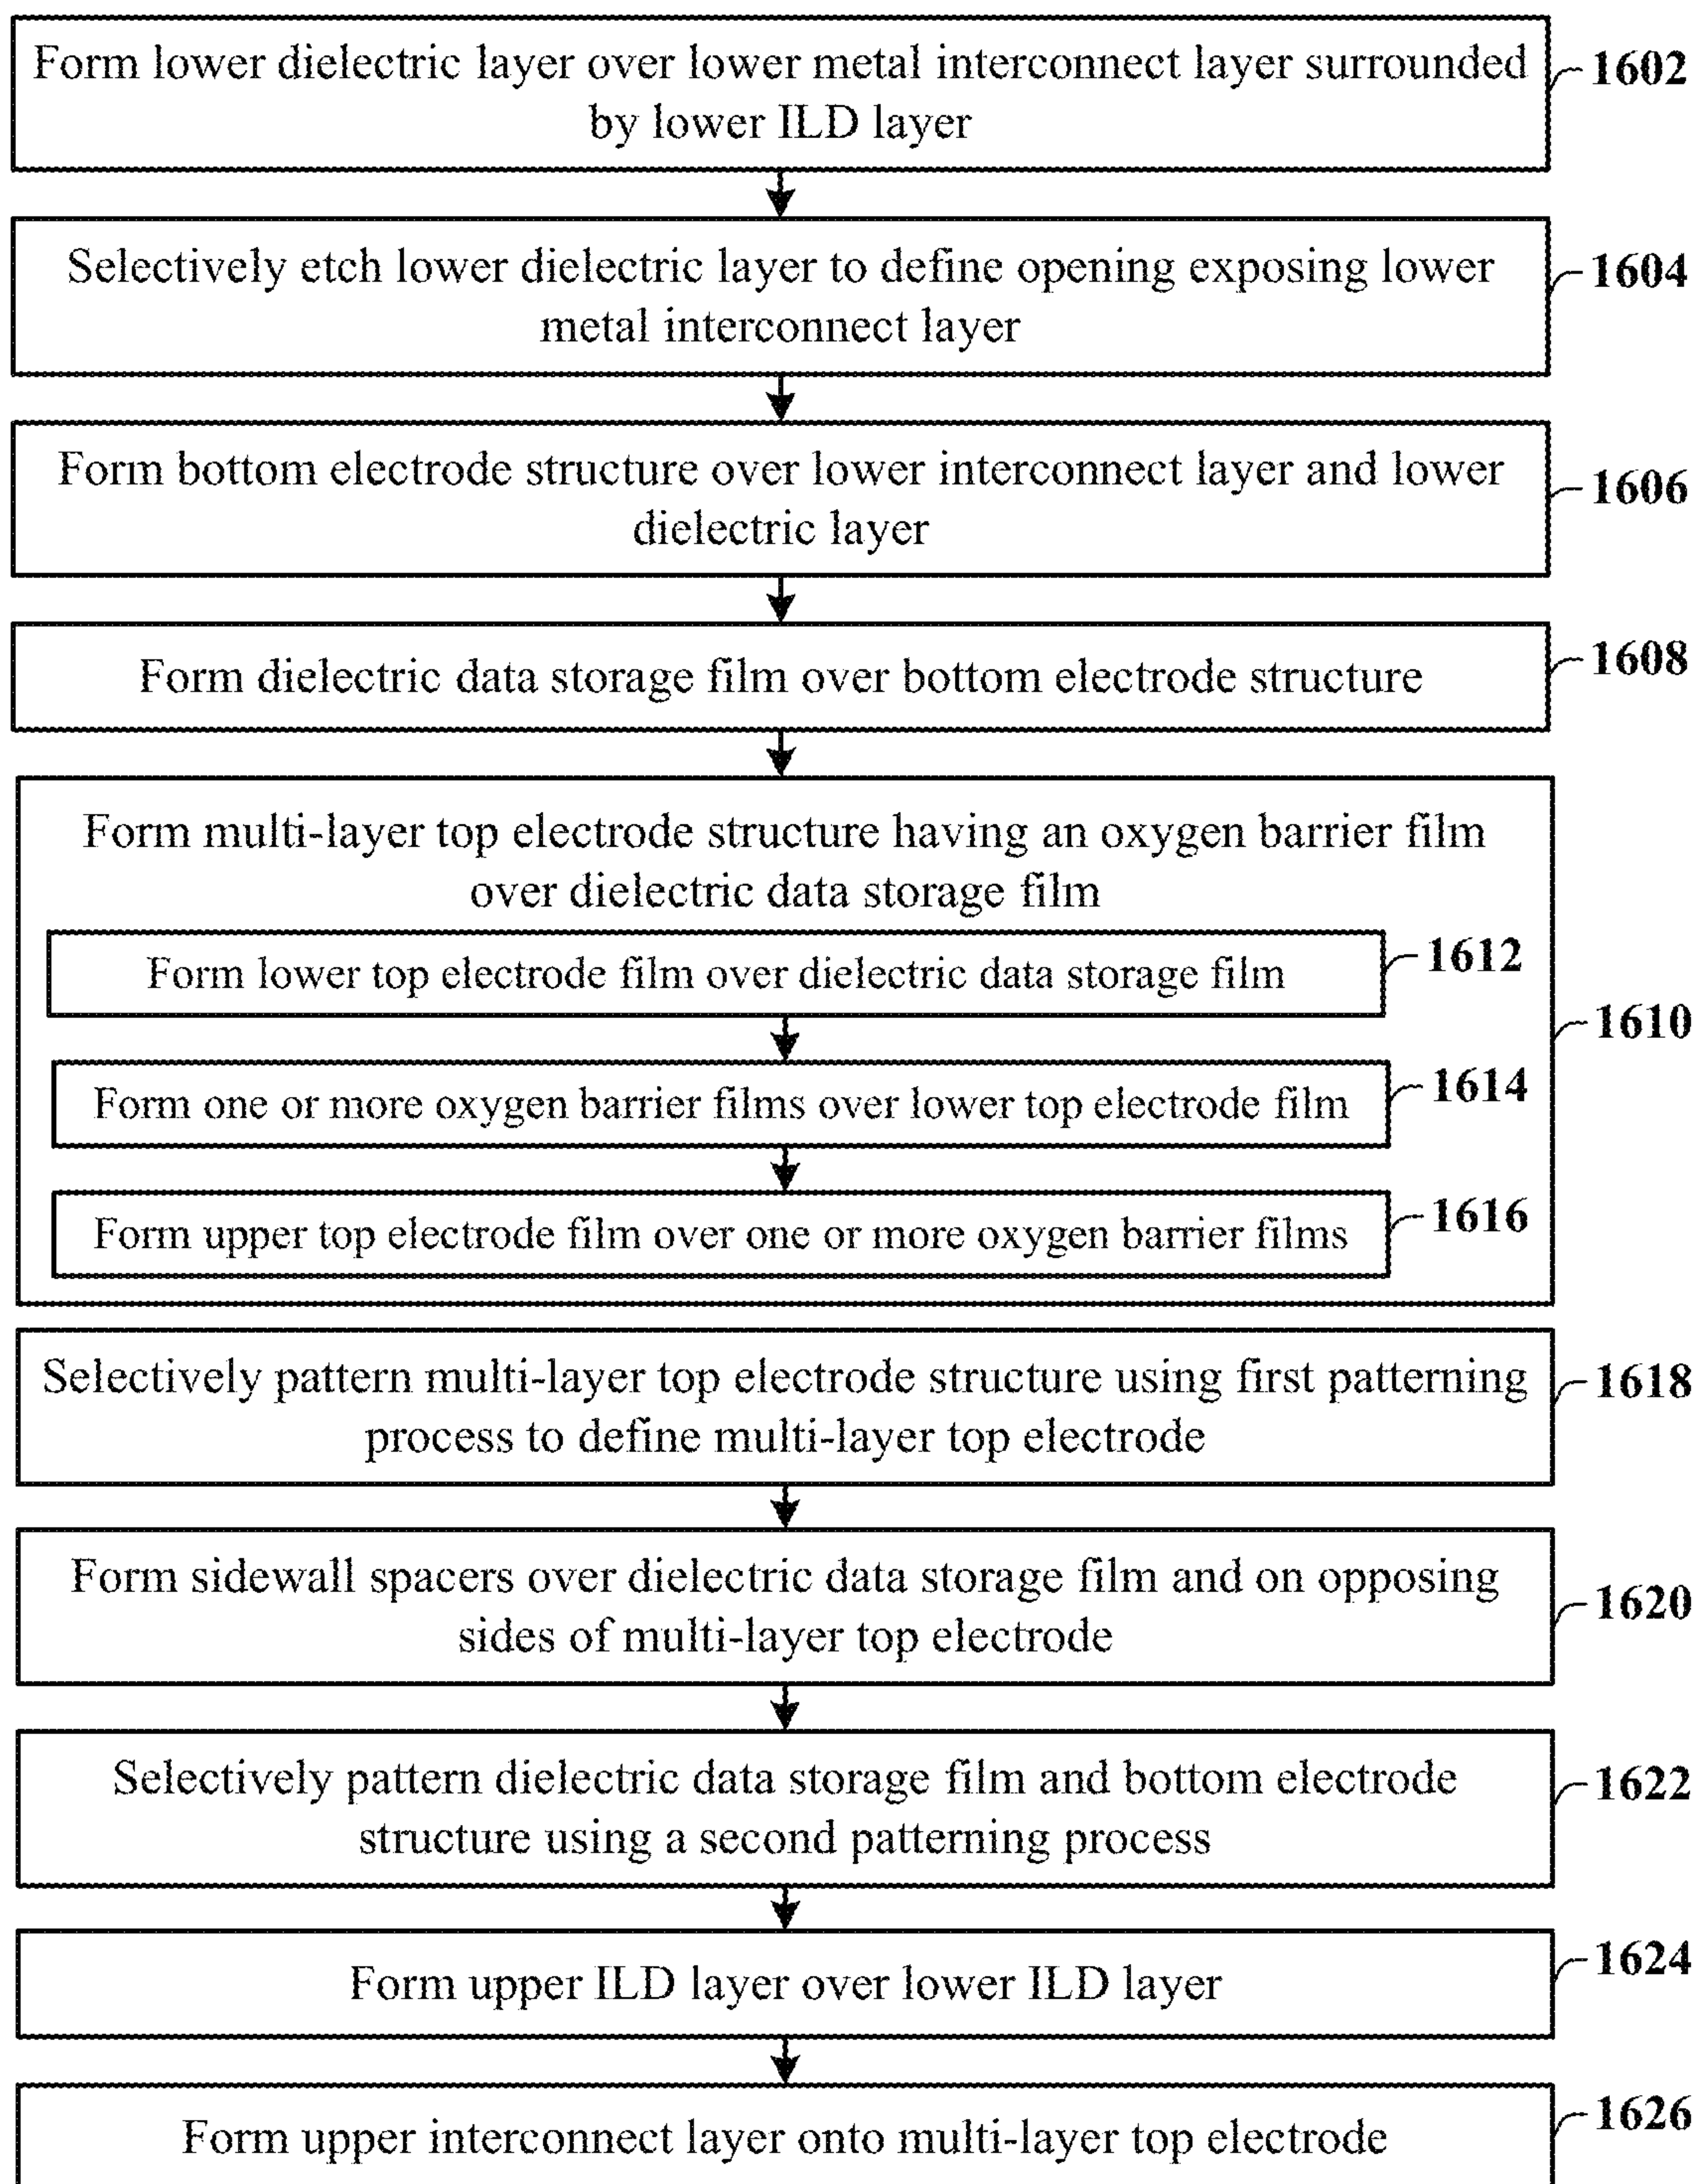 Form lower dielectric layer over lower metal interconnect layer surrounded
by lower ILD layer
1602
Selectively etch lower dielectric layer to define opening exposing lower
metal interconnect layer
1604
Form bottom electrode structure over lower interconnect layer and lower
dielectric layer
1606
Form dielectric data storage film over bottom electrode structure
1608
Form multi-layer top electrode structure having an oxygen barrier film
over dielectric data storage film
Form lower top electrode film over dielectric data storage film
1612
1610
Form one or more oxygen barrier films over lower top electrode film
1614
Form upper top electrode film over one or more oxygen barrier films
1616
Selectively pattern multi-layer top electrode structure using first patterning
process to define multi-layer top electrode
1618
Form sidewall spacers over dielectric data storage film and on opposing
sides of multi-layer top electrode
1620
Selectively pattern dielectric data storage film and bottom electrode
structure using a second patterning process
1622
Form upper ILD layer over lower ILD layer
1624
Form upper interconnect layer onto multi-layer top electrode
1626